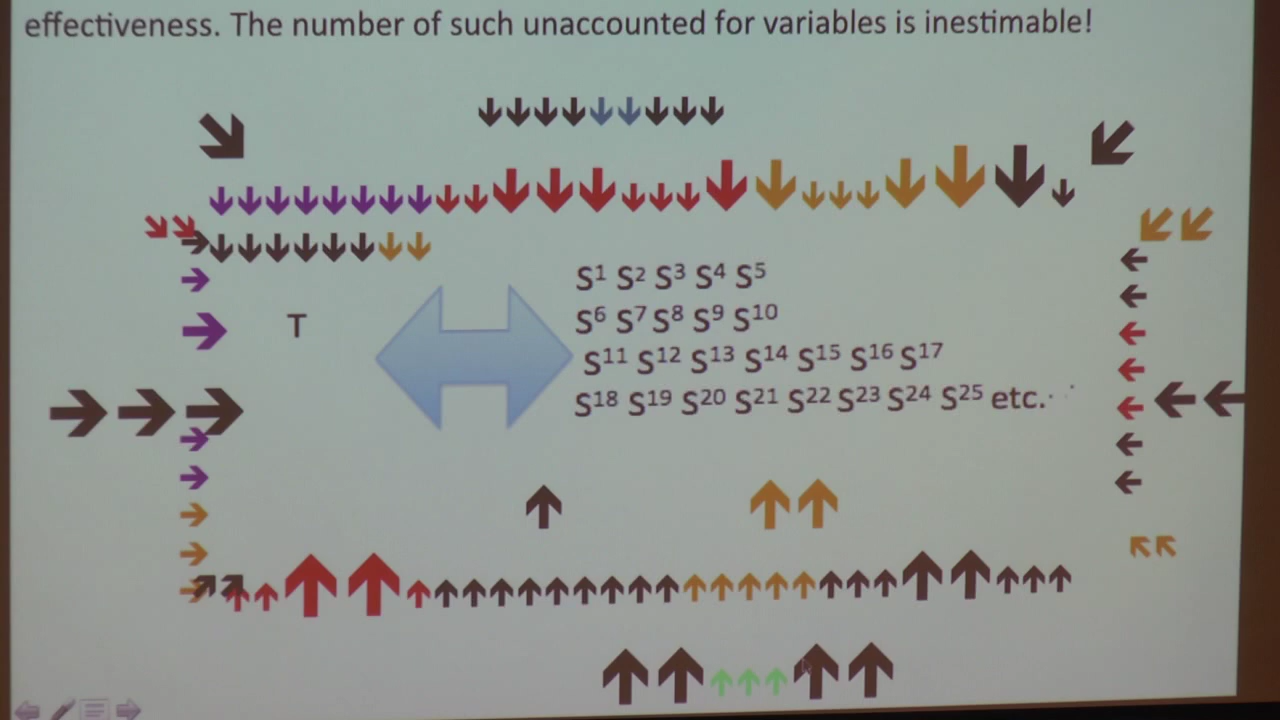 effectiveness. The number of such unaccounted for variables is inestimable!
S¹ S² S³ S⁴ S⁵
S⁶ S⁷ S⁸ S⁹ S¹⁰
T
S¹¹ S¹² S¹³ S¹⁴ S¹⁵ S¹⁶ S¹⁷
S¹⁸ S¹⁹ S²⁰ S²¹ S²² S²³ S²⁴ S²⁵ etc.